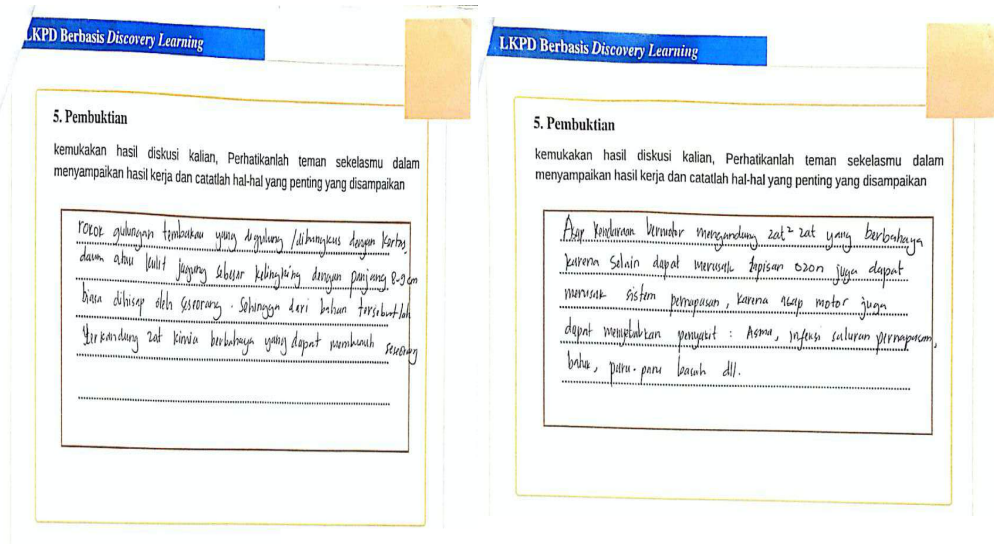 LKPD Berbasis Discovery Learning
5. Pembuktian
kemukakan hasil diskusi kalian, Perhatikanlah teman sekelasmu dalam
menyampaikan hasil kerja dan catatlah hal-hal yang penting yang disampaikan
rokok gulungan tembakau yang digulung /dibungkus dengan kertas,
daun atau kulit jagung sebesar kelingking dengan panjang 8-9 cm
biasa dihisap oleh seseorang. Sehingga dari bahan tersebutlah
terkandung zat kimia berbahaya yang dapat membunuh seseorang
LKPD Berbasis Discovery Learning
5. Pembuktian
kemukakan hasil diskusi kalian, Perhatikanlah teman sekelasmu dalam
menyampaikan hasil kerja dan catatlah hal-hal yang penting yang disampaikan
Asap kendaraan bermotor mengandung zat² zat yang berbahaya
karena selain dapat merusak lapisan ozon juga dapat
merusak sistem pernapasan, karena asap motor juga
dapat menyebabkan penyakit : Asma, infeksi saluran pernapasan,
batuk, paru-paru basah dll.